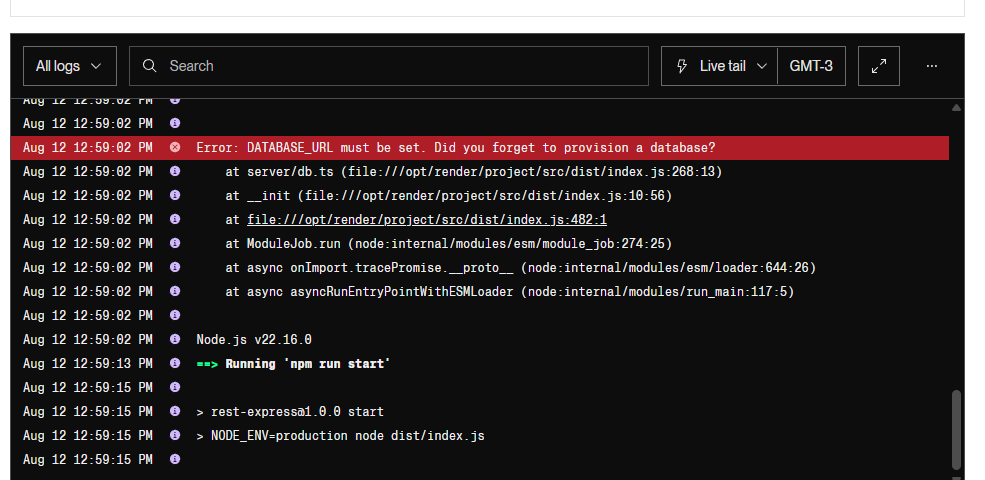 All logs
Search
Live tail
GMT-3
Aug 12 12:59:02 PM
Aug 12 12:59:02 PM
Aug 12 12:59:02 PM Error: DATABASE_URL must be set. Did you forget to provision a database?
Aug 12 12:59:02 PM at server/db.ts (file:///opt/render/project/src/dist/index.js:268:13)
Aug 12 12:59:02 PM at __init (file:///opt/render/project/src/dist/index.js:10:56)
Aug 12 12:59:02 PM at file:///opt/render/project/src/dist/index.js:482:1
Aug 12 12:59:02 PM at ModuleJob.run (node:internal/modules/esm/module_job:274:25)
Aug 12 12:59:02 PM at async onImport.tracePromise.__proto__ (node:internal/modules/esm/loader:644:26)
Aug 12 12:59:02 PM at async asyncRunEntryPointWithESMLoader (node:internal/modules/run_main:117:5)
Aug 12 12:59:02 PM
Aug 12 12:59:02 PM Node.js v22.16.0
Aug 12 12:59:13 PM ==> Running 'npm run start'
Aug 12 12:59:15 PM
Aug 12 12:59:15 PM > rest-express@1.0.0 start
Aug 12 12:59:15 PM > NODE_ENV=production node dist/index.js
Aug 12 12:59:15 PM